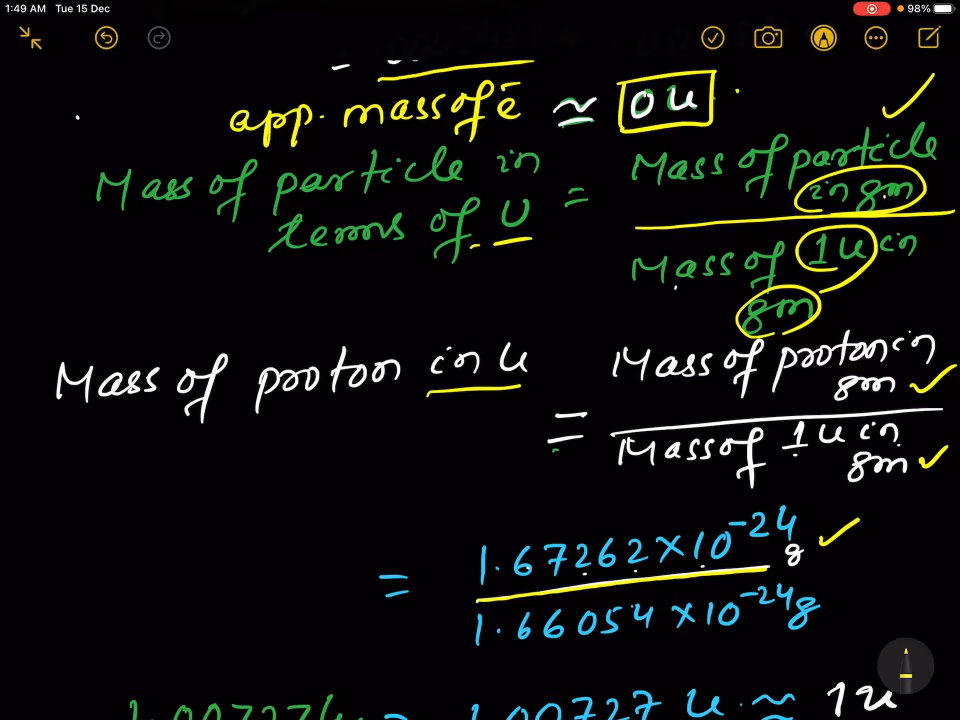 1:49 AM Tue 15 Dec
98%
app. mass of ē ≃ 0 u
Mass of particle in terms of U = Mass of particle in gm / Mass of 1u in gm
Mass of proton in u = Mass of proton in gm / Mass of 1u in gm
= 1.67262×10⁻²⁴ g / 1.66054×10⁻²⁴g
= 1.00727 u ≈ 1u